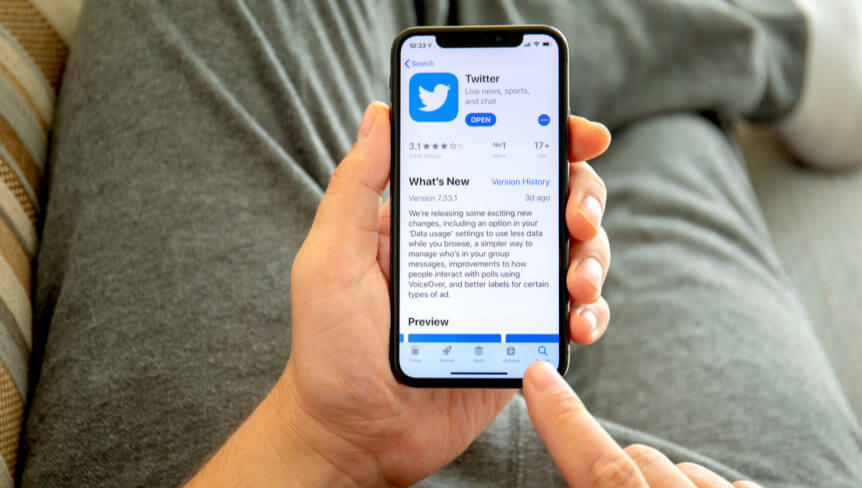 10:33
Search
Twitter
Live news, sports,
and chat
OPEN
3.1
No1
17+
News
Age
What's New
Version History
Version 7.33.1
3d ago
We're releasing some exciting new
changes, including an option in your
'Data usage' settings to use less data
while you browse, a simpler way to
manage who's in your group
messages, improvements to how
people interact with polls using
VoiceOver, and better labels for certain
types of ad.
Preview
Today
Games
Apps
Updates